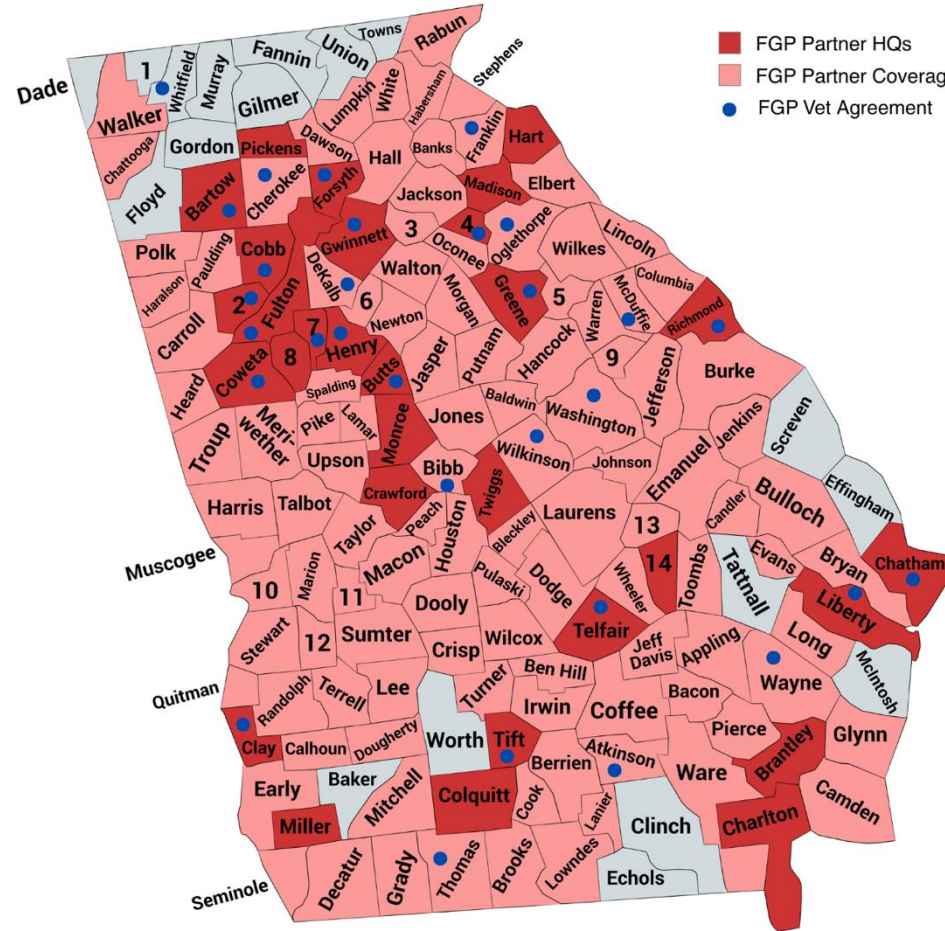 Towns
Rabun
Union
Fannin
Stephens
FGP Partner HQs
FGP Partner Coverag
FGP Vet Agreement
Dade
1
Whitfield
Murray
Gilmer
Lumpkin
White
Habersham
Walker
Chattooga
Gordon
Pickens
Dawson
Hall
Banks
Franklin
Hart
Floyd
Bartow
Cherokee
Forsyth
Jackson
Madison
Elbert
Polk
Paulding
Cobb
Gwinnett
3
4
Oconee
Oglethorpe
Wilkes
Lincoln
Haralson
2
Fulton
DeKalb
6
Walton
Morgan
Greene
5
Warren
McDuffie
Columbia
Richmond
Carroll
Newton
7
8
Henry
Coweta
Heard
Spalding
Butts
Jasper
Putnam
Hancock
9
Jefferson
Burke
Screven
Troup
Meri-
wether
Pike
Lamar
Monroe
Jones
Baldwin
Washington
Jenkins
Upson
Bibb
Wilkinson
Johnson
Emanuel
Effingham
Harris
Talbot
Crawford
Peach
Twiggs
Bleckley
Laurens
Candler
Bulloch
Muscogee
Taylor
Macon
Houston
13
14
Toombs
Tattnall
Evans
Bryan
Chatham
10
Marion
11
Dooly
Pulaski
Dodge
Wheeler
Liberty
Stewart
12
Sumter
Crisp
Wilcox
Telfair
Jeff
Davis
Appling
Long
McIntosh
Quitman
Randolph
Terrell
Lee
Turner
Ben Hill
Irwin
Coffee
Bacon
Wayne
Clay
Calhoun
Dougherty
Worth
Tift
Berrien
Atkinson
Pierce
Brantley
Glynn
Early
Baker
Mitchell
Colquitt
Cook
Lanier
Ware
Camden
Miller
Clinch
Charlton
Seminole
Decatur
Grady
Thomas
Brooks
Lowndes
Echols